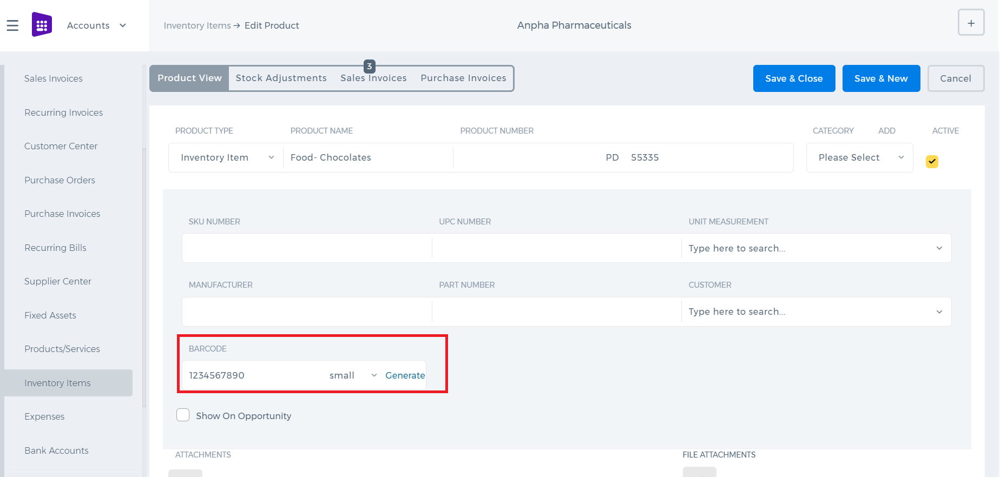 Accounts
Inventory Items → Edit Product
Anpha Pharmaceuticals
+
Sales Invoices
Recurring Invoices
Customer Center
Purchase Orders
Purchase Invoices
Recurring Bills
Supplier Center
Fixed Assets
Products/Services
Inventory Items
Expenses
Bank Accounts
3
Product View Stock Adjustments Sales Invoices Purchase Invoices
Save & Close Save & New Cancel
PRODUCT TYPE PRODUCT NAME PRODUCT NUMBER CATEGORY ADD ACTIVE
Inventory Item Food- Chocolates PD 55335 Please Select
SKU NUMBER UPC NUMBER UNIT MEASUREMENT
Type here to search...
MANUFACTURER PART NUMBER CUSTOMER
Type here to search...
BARCODE
1234567890 small Generate
Show On Opportunity
ATTACHMENTS FILE ATTACHMENTS